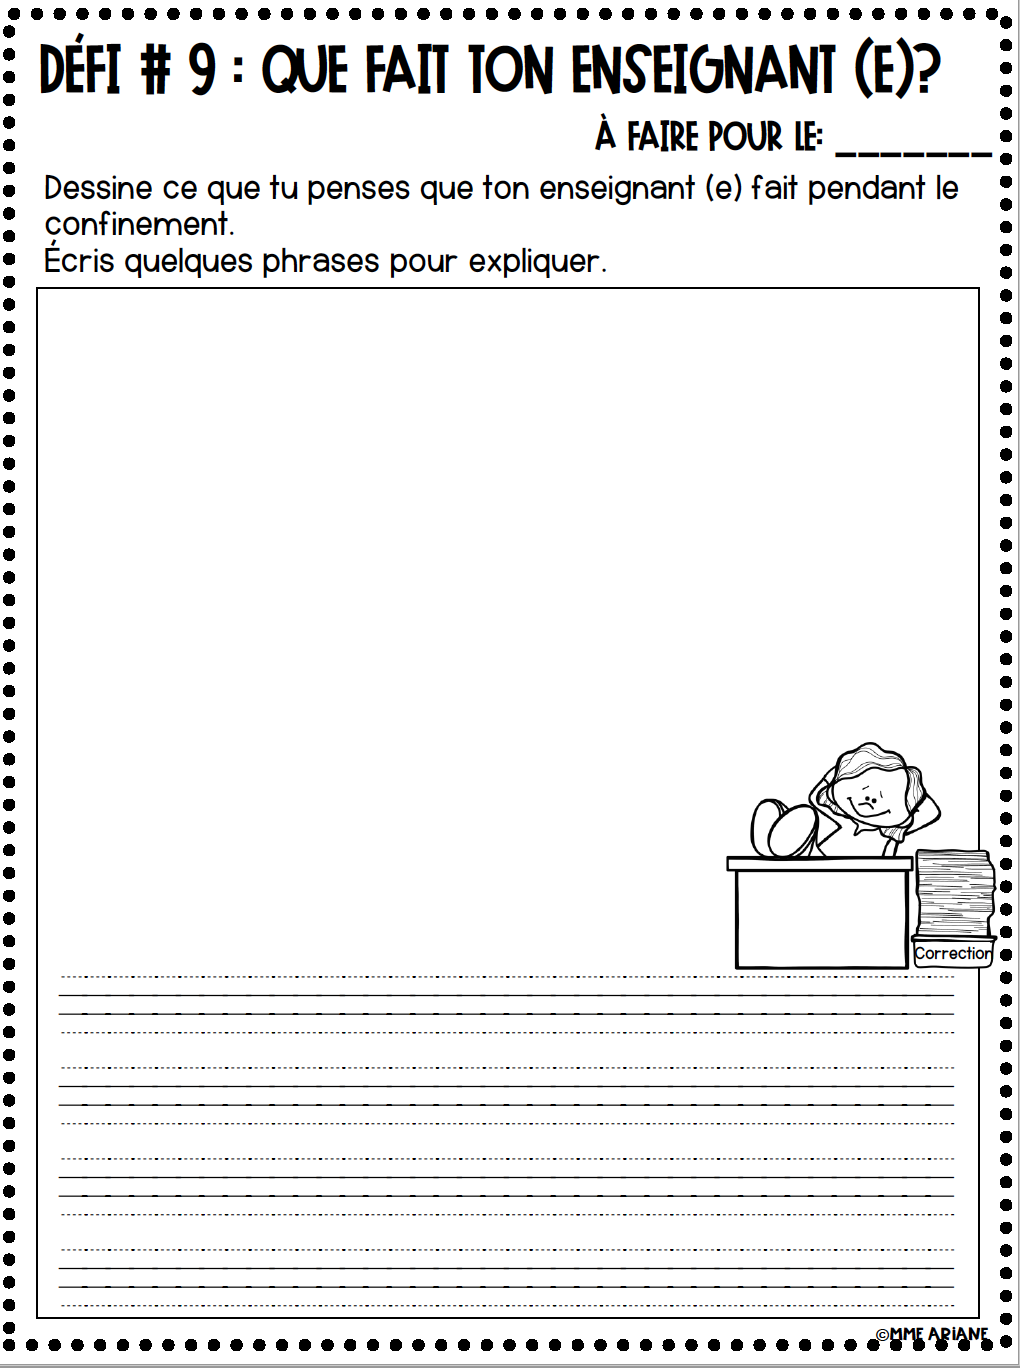 DÉFI # 9 : QUE FAIT TON ENSEIGNANT (E)?
À FAIRE POUR LE: _______
Dessine ce que tu penses que ton enseignant (e) fait pendant le
confinement.
Écris quelques phrases pour expliquer.
Correction
©MME ARIANE